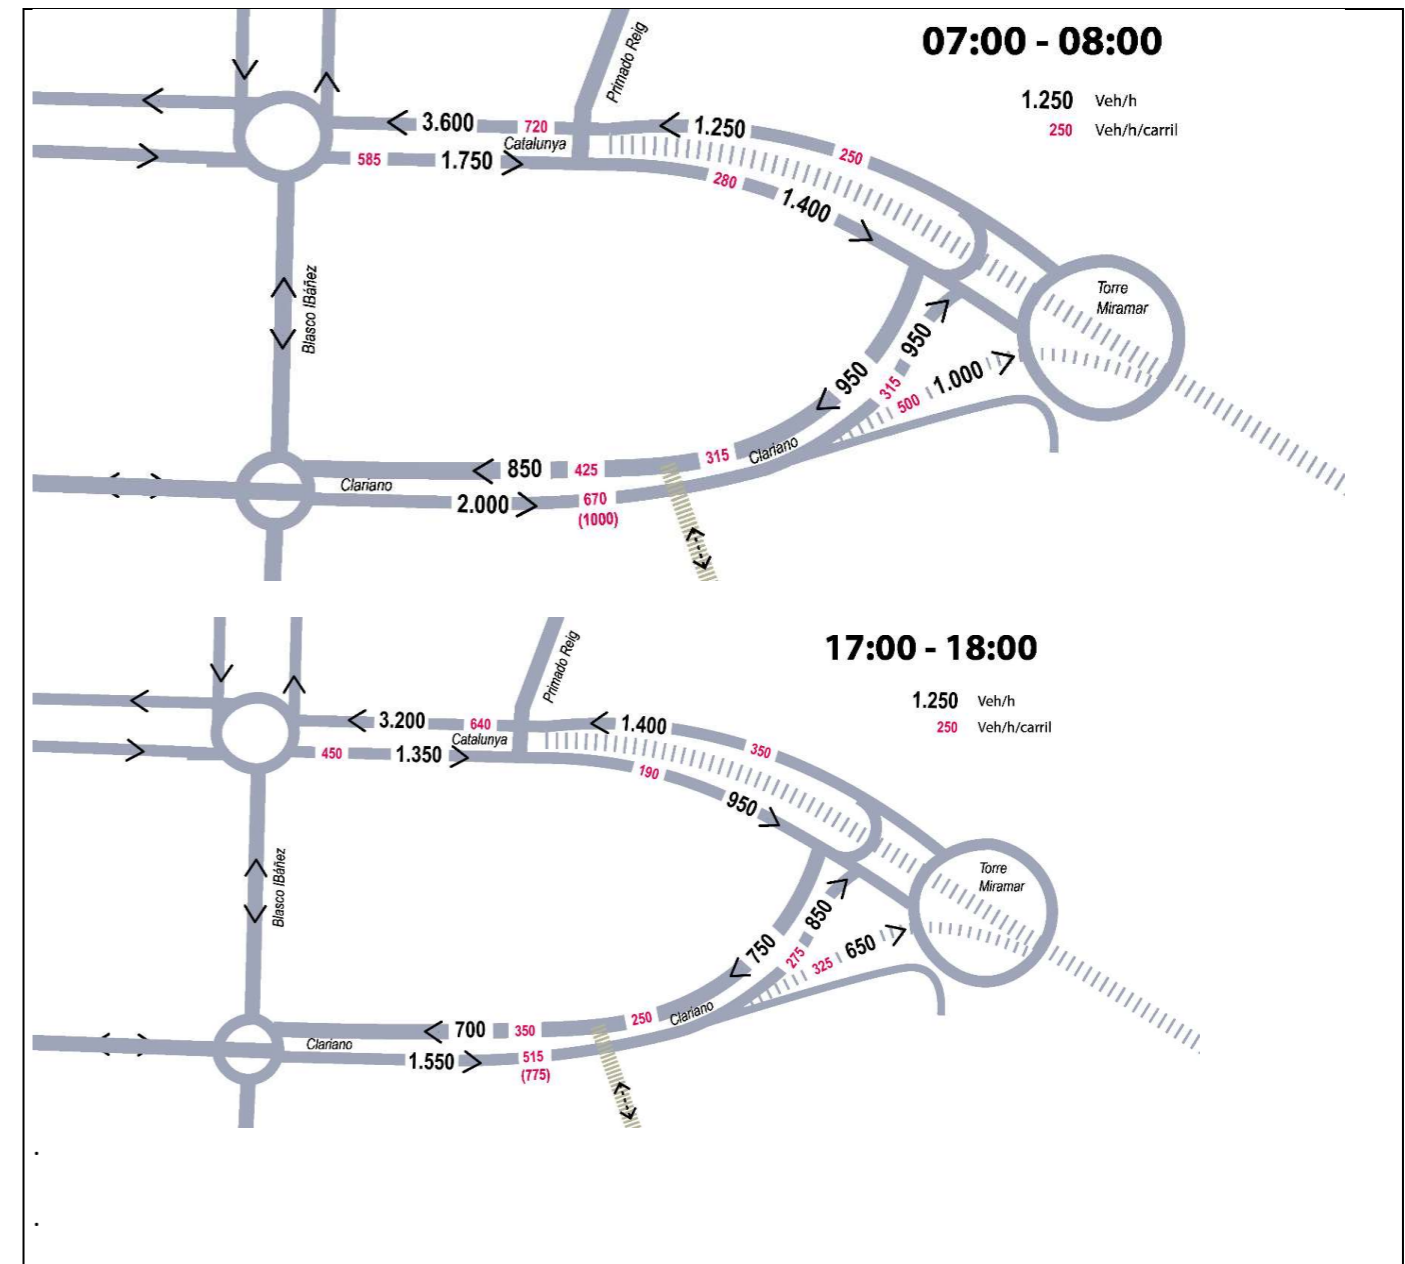 07:00 - 08:00
1.250 Veh/h
250 Veh/h/carril
Primado Reig
3.600
720
1.250
Catalunya
250
585
1.750
280
1.400
Blasco IBáñez
Torre
Miramar
950
950
315
1.000
500
315
Clariano
850
425
Clariano
2.000
670
(1000)
17:00 - 18:00
1.250 Veh/h
250 Veh/h/carril
Primado Reig
3.200
640
1.400
Catalunya
350
450
1.350
190
950
Blasco IBáñez
Torre
Miramar
850
750
275
650
325
250
Clariano
700
350
Clariano
1.550
515
(775)
.
.